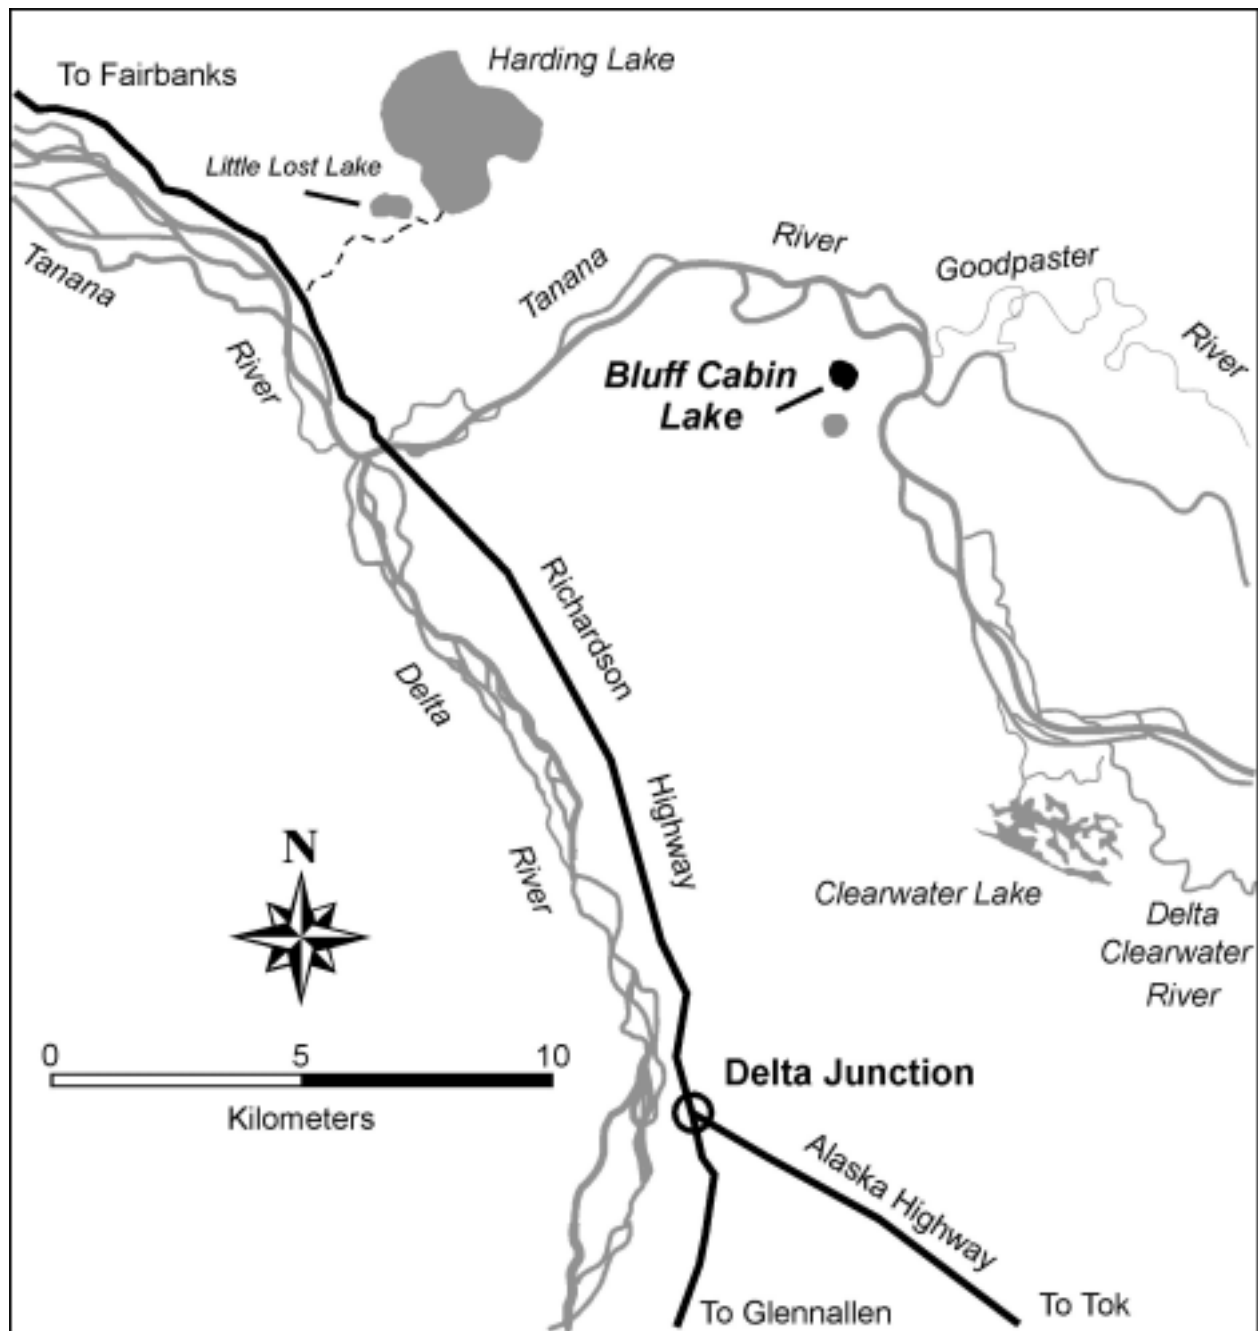 To Fairbanks
Harding Lake
Little Lost Lake
Tanana
River
Tanana
River
Goodpaster
River
Bluff Cabin
Lake
Richardson
Highway
Delta
River
N
Clearwater Lake
Delta
Clearwater
River
0 5 10
Kilometers
Delta Junction
Alaska Highway
To Glennallen
To Tok